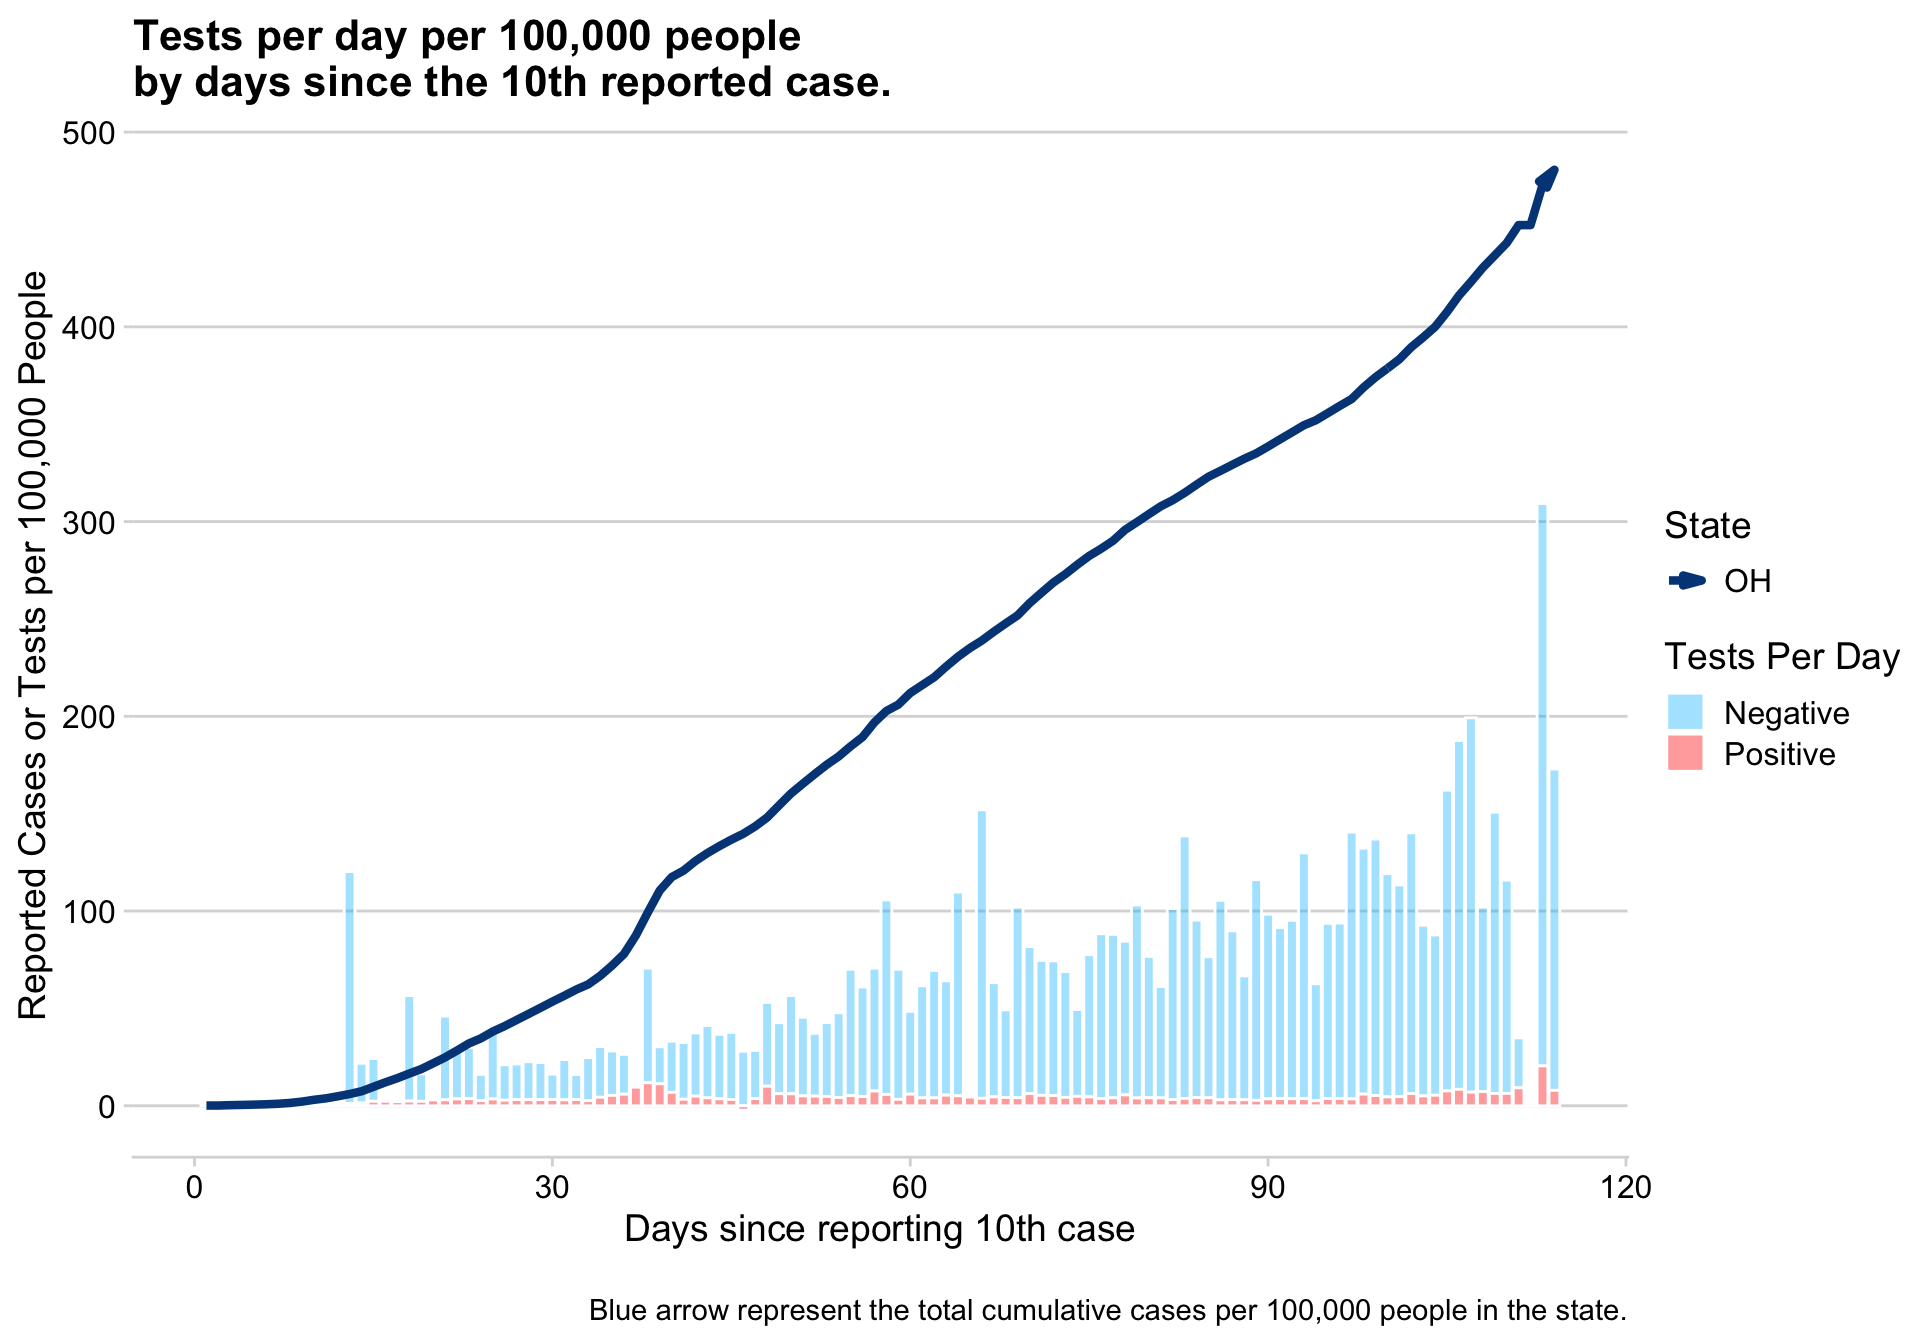 Tests per day per 100,000 people
by days since the 10th reported case.
Reported Cases or Tests per 100,000 People
500
400
300
200
100
0
0
30
60
90
120
Days since reporting 10th case
State
OH
Tests Per Day
Negative
Positive
Blue arrow represent the total cumulative cases per 100,000 people in the state.